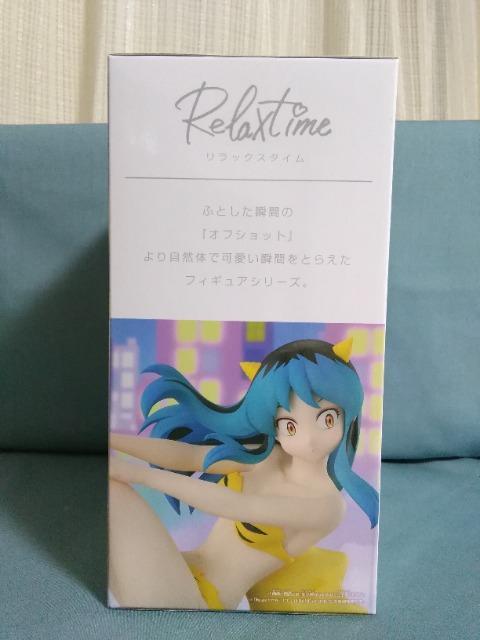 Relaxtime
リラックスタイム
ふとした瞬間の
『オフショット』
より自然体で可愛い瞬間をとらえた
フィギュアシリーズ。